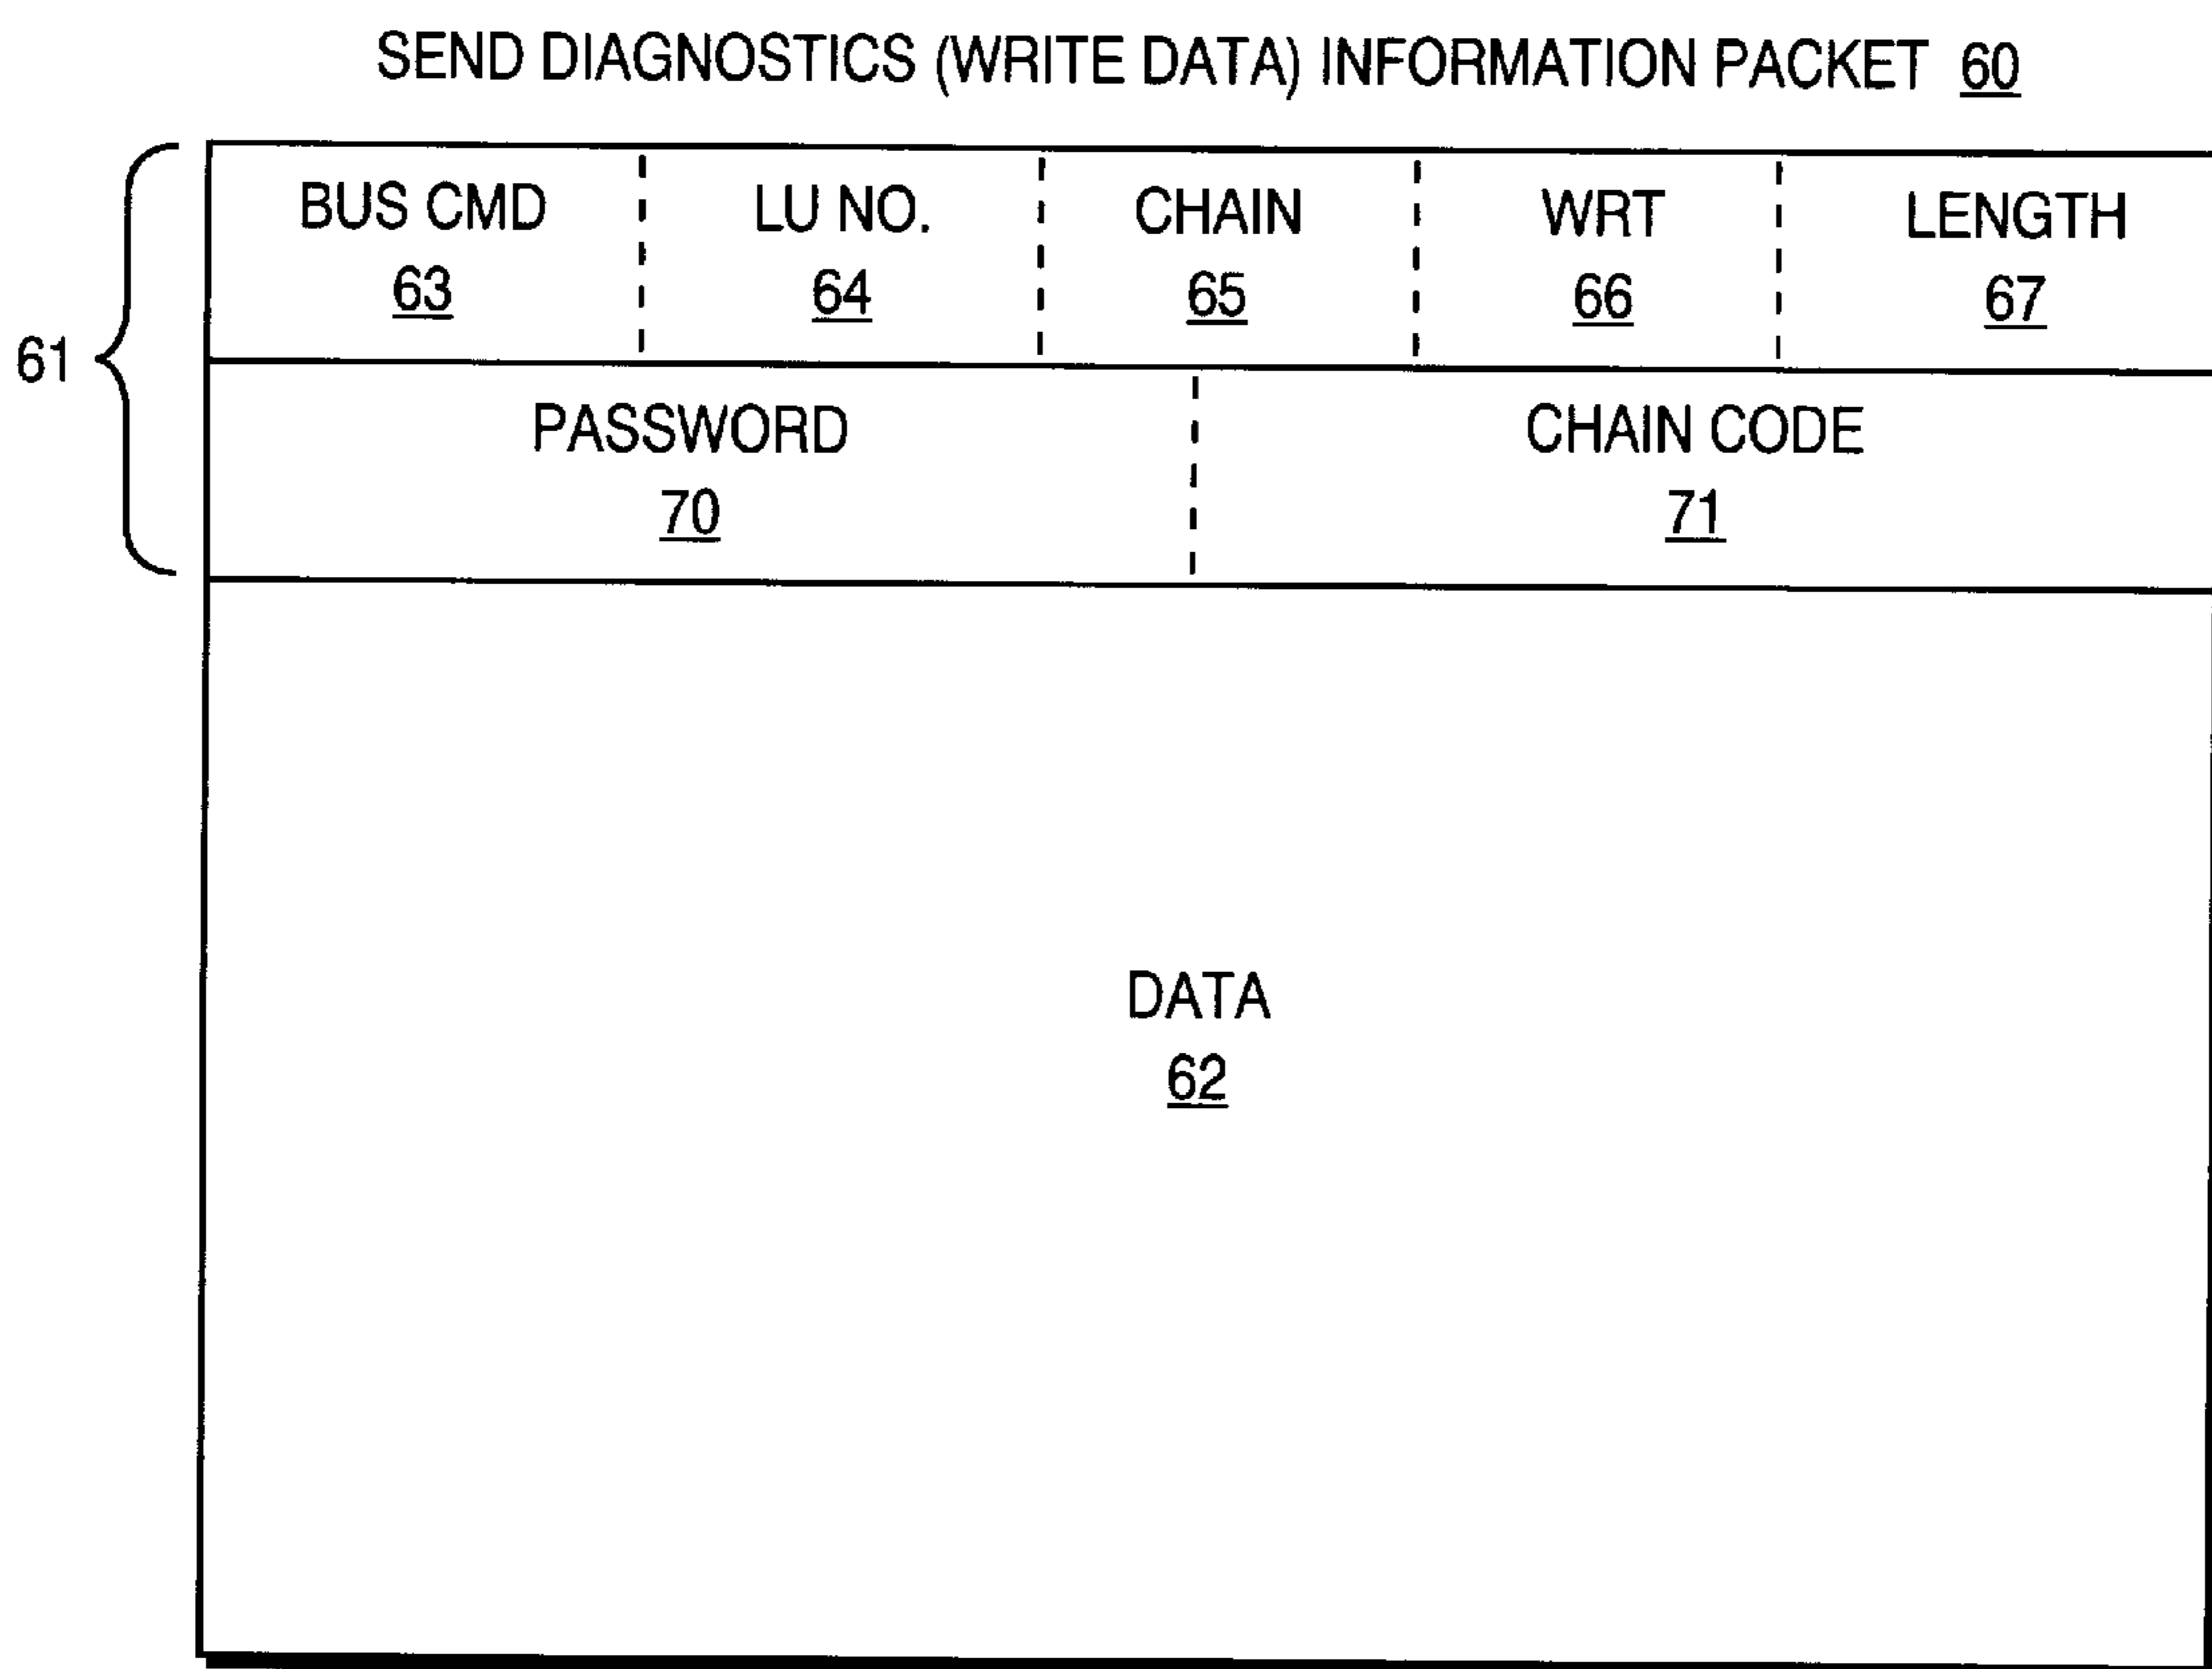 SEND DIAGNOSTICS (WRITE DATA) INFORMATION PACKET 60
BUS CMD LU NO. CHAIN WRT LENGTH
63 64 65 66 67
61
PASSWORD CHAIN CODE
70 71
DATA
62